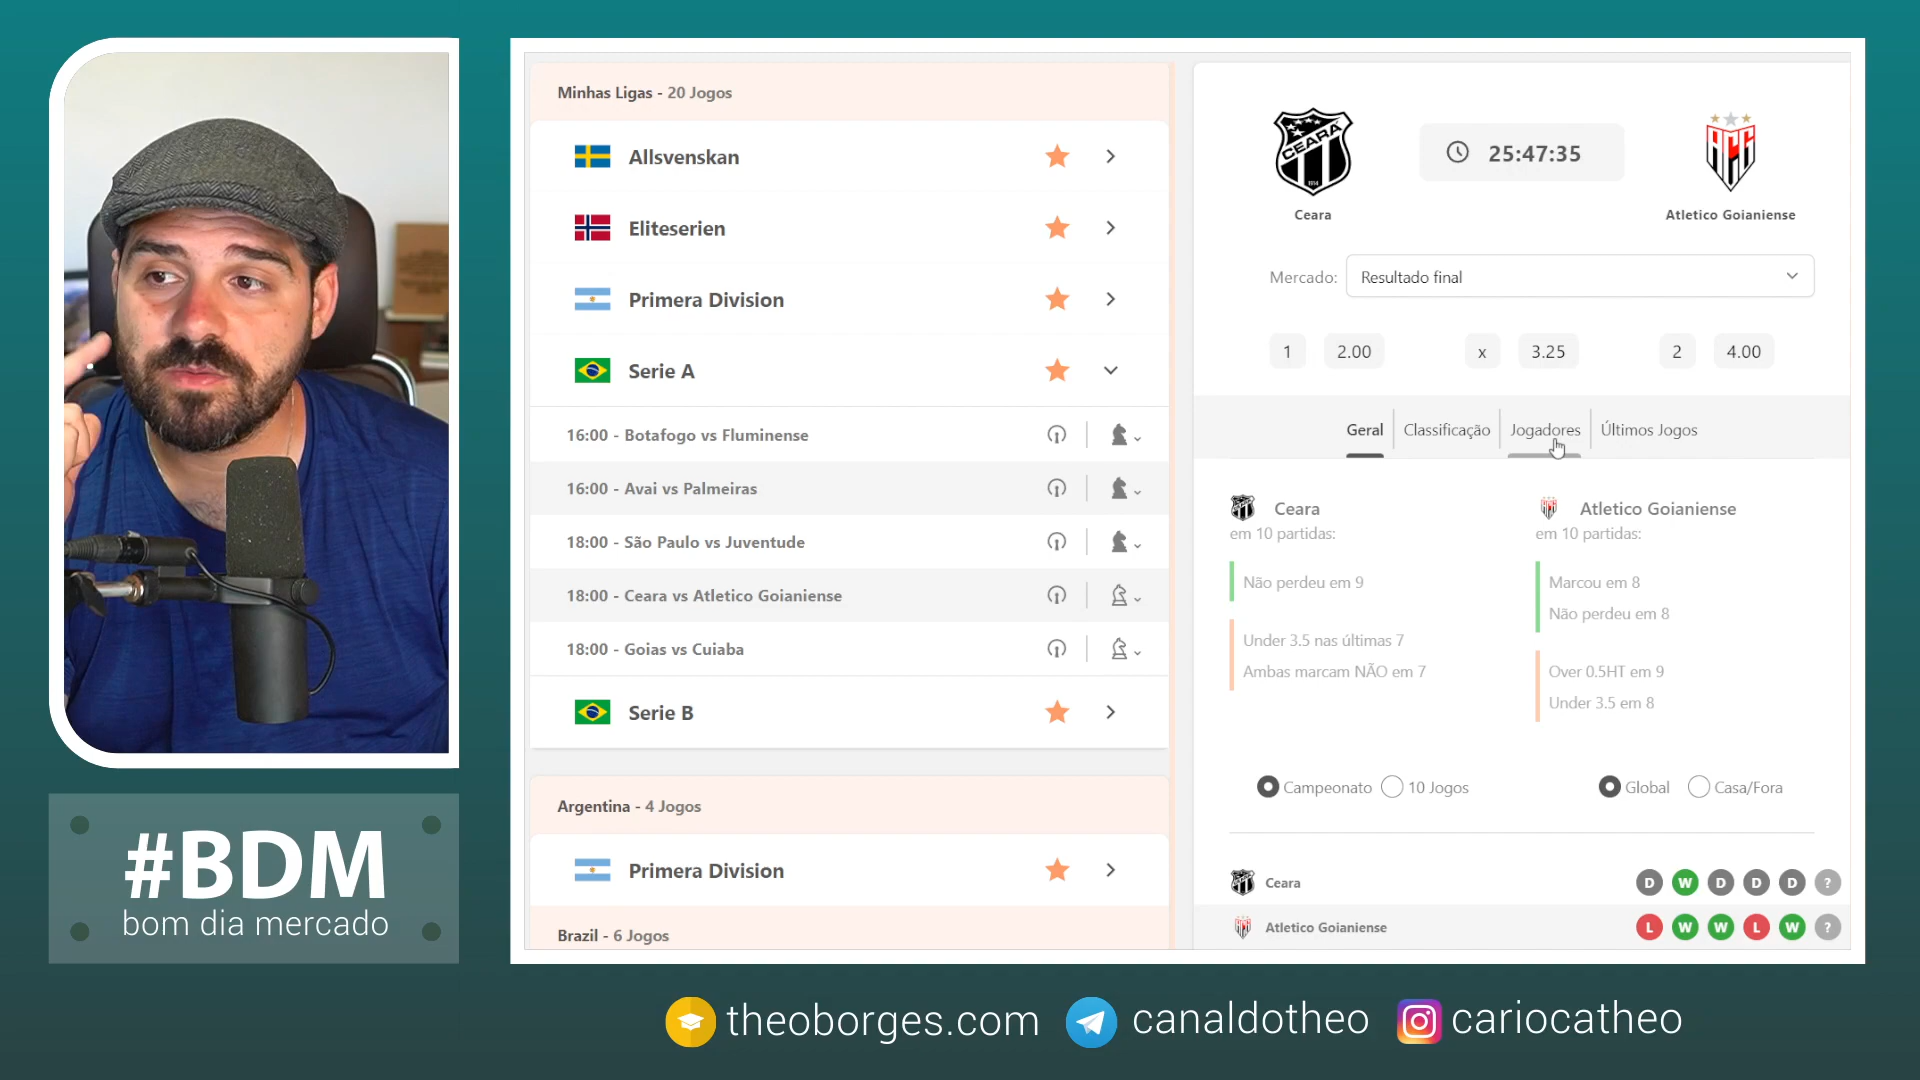 Minhas Ligas - 20 Jogos
Allsvenskan
Eliteserien
Primera Division
Serie A
16:00 - Botafogo vs Fluminense
16:00 - Avai vs Palmeiras
18:00 - São Paulo vs Juventude
18:00 - Ceara vs Atletico Goianiense
18:00 - Goias vs Cuiaba
Serie B
Argentina - 4 Jogos
Primera Division
Brazil - 6 Jogos
CEARA
25:47:35
Ceara
Atletico Goianiense
Mercado: Resultado final
1 2.00 x 3.25 2 4.00
Geral Classificação Jogadores Últimos Jogos
Ceara
em 10 partidas:
Não perdeu em 9
Under 3.5 nas últimas 7
Ambas marcam NÃO em 7
Atletico Goianiense
em 10 partidas:
Marcou em 8
Não perdeu em 8
Over 0.5HT em 9
Under 3.5 em 8
Campeonato 10 Jogos Global Casa/Fora
Ceara D W D D D ?
Atletico Goianiense L W W L W ?
#BDM
bom dia mercado
theoborges.com canaldotheo cariocatheo